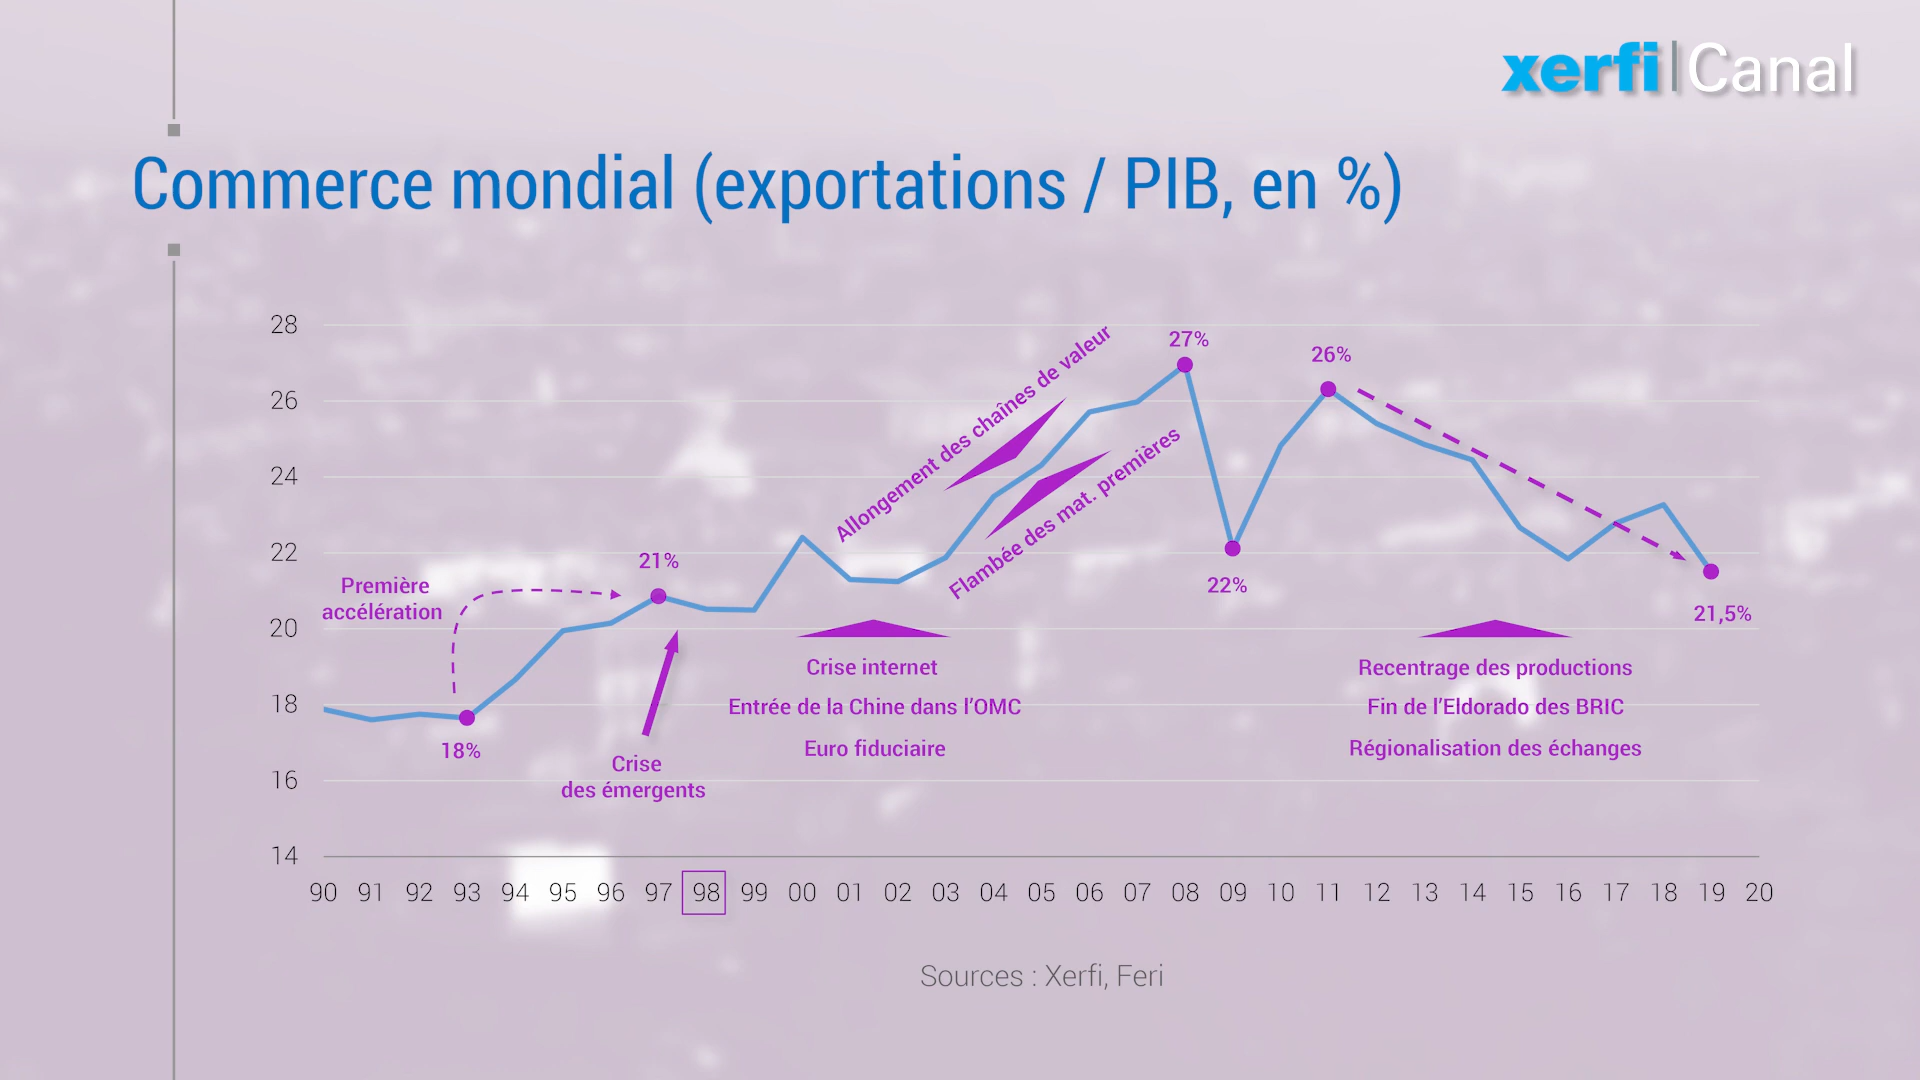 xerfi Canal
Commerce mondial (exportations / PIB, en %)
28
26
24
22
20
18
16
14
Première
accélération
18%
21%
Crise
des émergents
Allongement des chaînes de valeur
Flambée des mat. premières
Crise internet
Entrée de la Chine dans l’OMC
Euro fiduciaire
27%
22%
26%
21,5%
Recentrage des productions
Fin de l’Eldorado des BRIC
Régionalisation des échanges
90 91 92 93 94 95 96 97 98 99 00 01 02 03 04 05 06 07 08 09 10 11 12 13 14 15 16 17 18 19 20
Sources : Xerfi, Feri